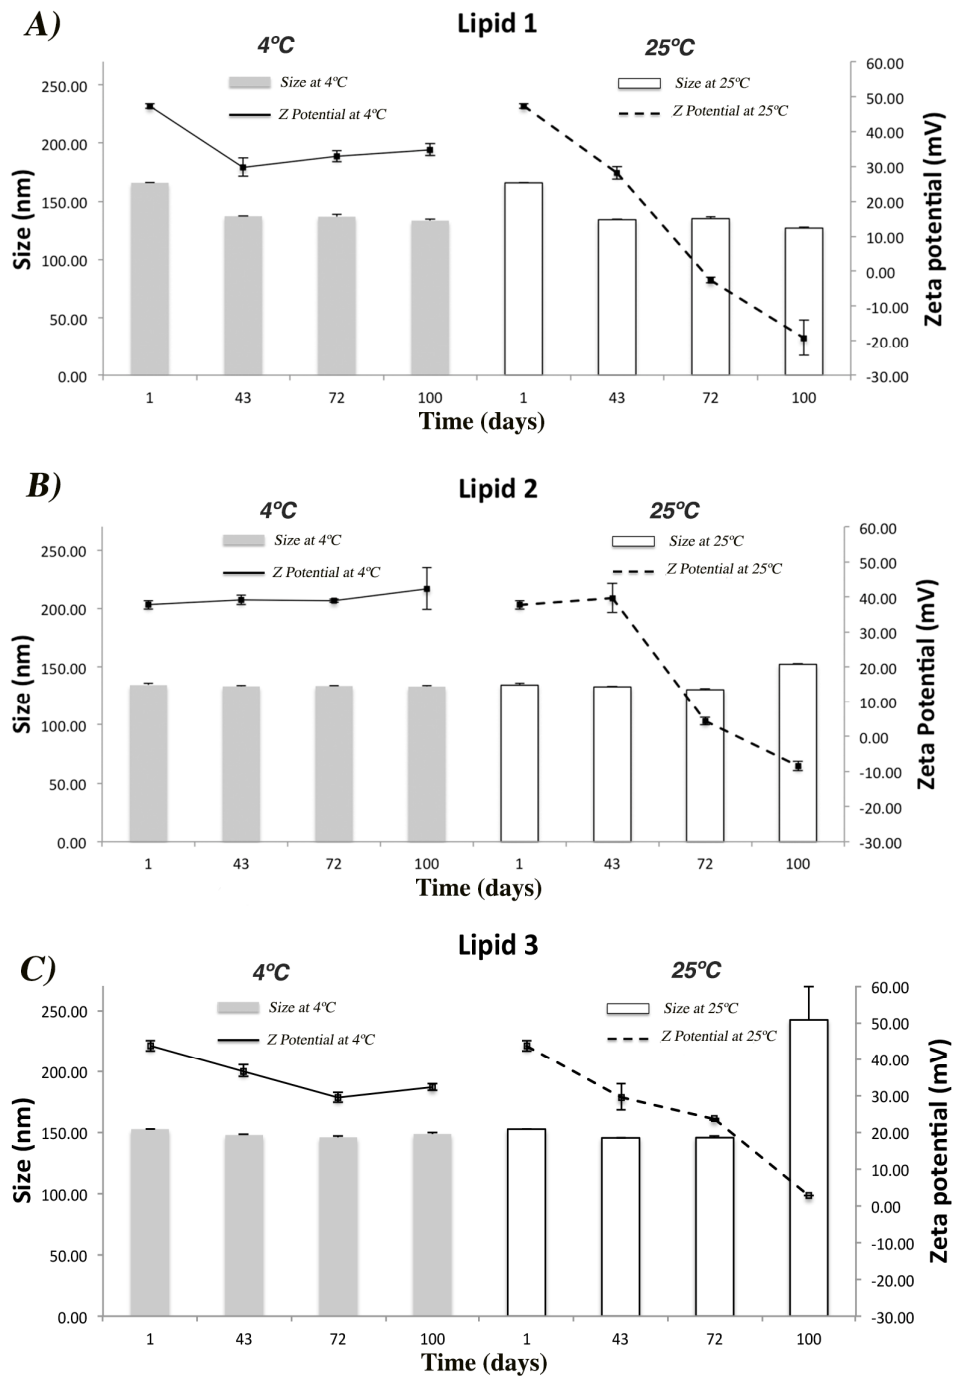 A)
Lipid 1
4ºC
25ºC
Size at 4ºC
Z Potential at 4ºC
Size at 25ºC
Z Potential at 25ºC
Size (nm)
250.00
200.00
150.00
100.00
50.00
0.00
60.00
50.00
40.00
30.00
20.00
10.00
0.00
-10.00
-20.00
-30.00
Zeta potential (mV)
1 43 72 100 1 43 72 100
Time (days)
B)
Lipid 2
4ºC
25ºC
Size at 4ºC
Z Potential at 4ºC
Size at 25ºC
Z Potential at 25ºC
Size (nm)
250.00
200.00
150.00
100.00
50.00
0.00
60.00
50.00
40.00
30.00
20.00
10.00
0.00
-10.00
-20.00
-30.00
Zeta Potential (mV)
1 43 72 100 1 43 72 100
Time (days)
C)
Lipid 3
4ºC
25ºC
Size at 4ºC
Z Potential at 4ºC
Size at 25ºC
Z Potential at 25ºC
Size (nm)
250.00
200.00
150.00
100.00
50.00
0.00
60.00
50.00
40.00
30.00
20.00
10.00
0.00
-10.00
-20.00
-30.00
Zeta potential (mV)
1 43 72 100 1 43 72 100
Time (days)